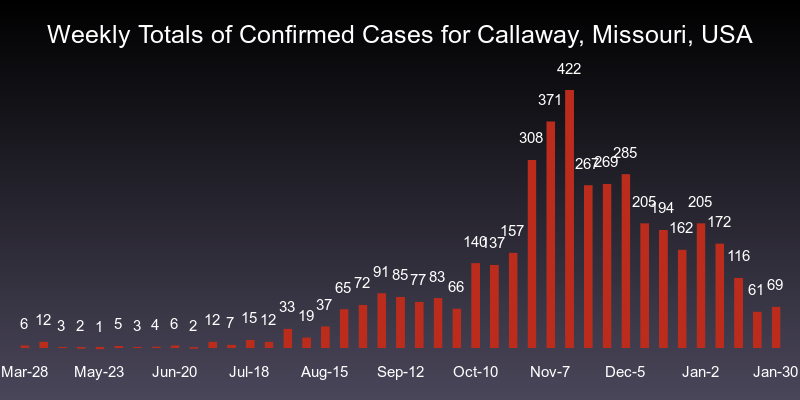 Weekly Totals of Confirmed Cases for Callaway, Missouri, USA
6 12 3 2 1 5 3 4 6 2 12 7 15 12 33 19 37 65 72 91 85 77 83 66 140 137 157 308 371 422 267 269 285 205 194 162 205 172 116 61 69
Mar-28 May-23 Jun-20 Jul-18 Aug-15 Sep-12 Oct-10 Nov-7 Dec-5 Jan-2 Jan-30